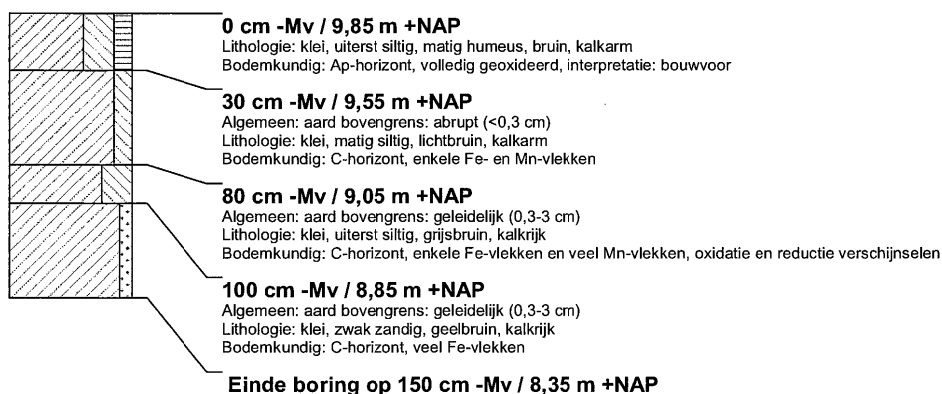 0 cm -Mv / 9,85 m +NAP
Lithologie: klei, uiterst siltig, matig humeus, bruin, kalkarm
Bodemkundig: Ap-horizont, volledig geoxideerd, interpretatie: bouwvoor
30 cm -Mv / 9,55 m +NAP
Algemeen: aard bovengrens: abrupt (<0,3 cm)
Lithologie: klei, matig siltig, lichtbruin, kalkarm
Bodemkundig: C-horizont, enkele Fe- en Mn-vlekken
80 cm -Mv / 9,05 m +NAP
Algemeen: aard bovengrens: geleidelijk (0,3-3 cm)
Lithologie: klei, uiterst siltig, grijsbruin, kalkrijk
Bodemkundig: C-horizont, enkele Fe-vlekken en veel Mn-vlekken, oxidatie en reductie verschijnselen
100 cm -Mv / 8,85 m +NAP
Algemeen: aard bovengrens: geleidelijk (0,3-3 cm)
Lithologie: klei, zwak zandig, geelbruin, kalkrijk
Bodemkundig: C-horizont, veel Fe-vlekken
Einde boring op 150 cm -Mv / 8,35 m +NAP